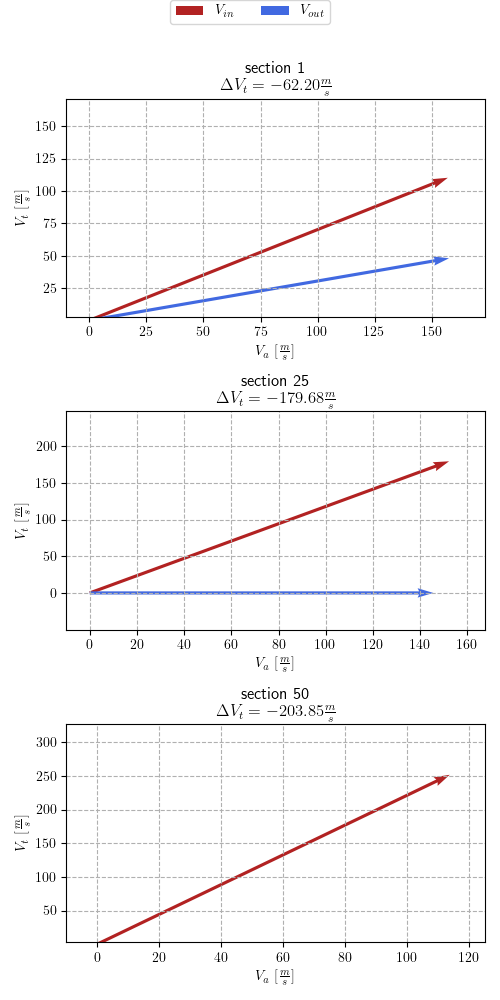 V_in V_out
section 1
ΔV_t = −62.20 m/s
V_t [m/s]
150
125
100
75
50
25
0 25 50 75 100 125 150
V_a [m/s]
section 25
ΔV_t = −179.68 m/s
V_t [m/s]
200
150
100
50
0
0 20 40 60 80 100 120 140 160
V_a [m/s]
section 50
ΔV_t = −203.85 m/s
V_t [m/s]
300
250
200
150
100
50
0 20 40 60 80 100 120
V_a [m/s]